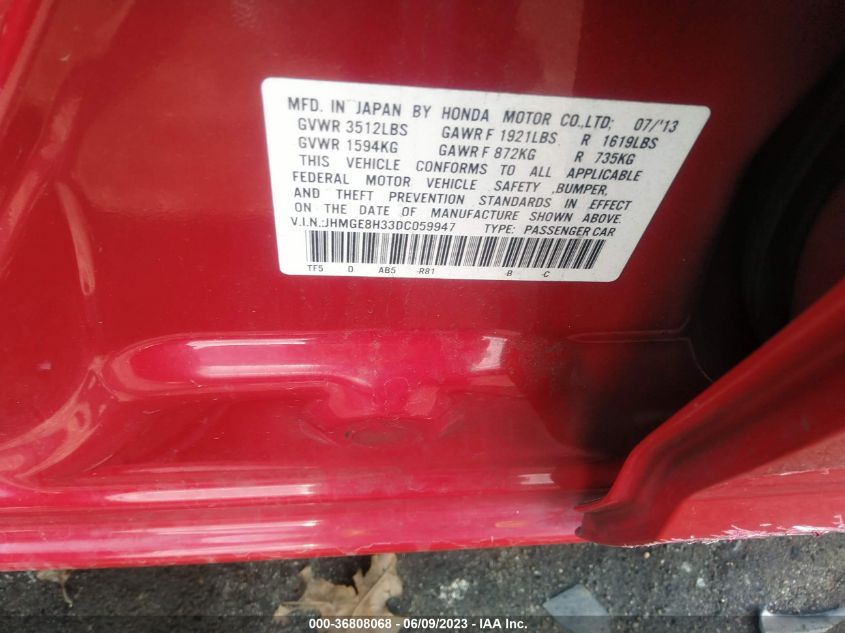 MFD. IN JAPAN BY HONDA MOTOR CO.,LTD; 07/'13
GVWR 3512LBS GAWR F 1921LBS R 1619LBS
GVWR 1594KG GAWR F 872KG R 735KG
THIS VEHICLE CONFORMS TO ALL APPLICABLE
FEDERAL MOTOR VEHICLE SAFETY ,BUMPER,
AND THEFT PREVENTION STANDARDS IN EFFECT
ON THE DATE OF MANUFACTURE SHOWN ABOVE
V.I.N.:JHMGE8H33DC059947 TYPE: PASSENGER CAR
TF5 D AB5 -R81 -B -C
000-36808068 - 06/09/2023 - IAA Inc.